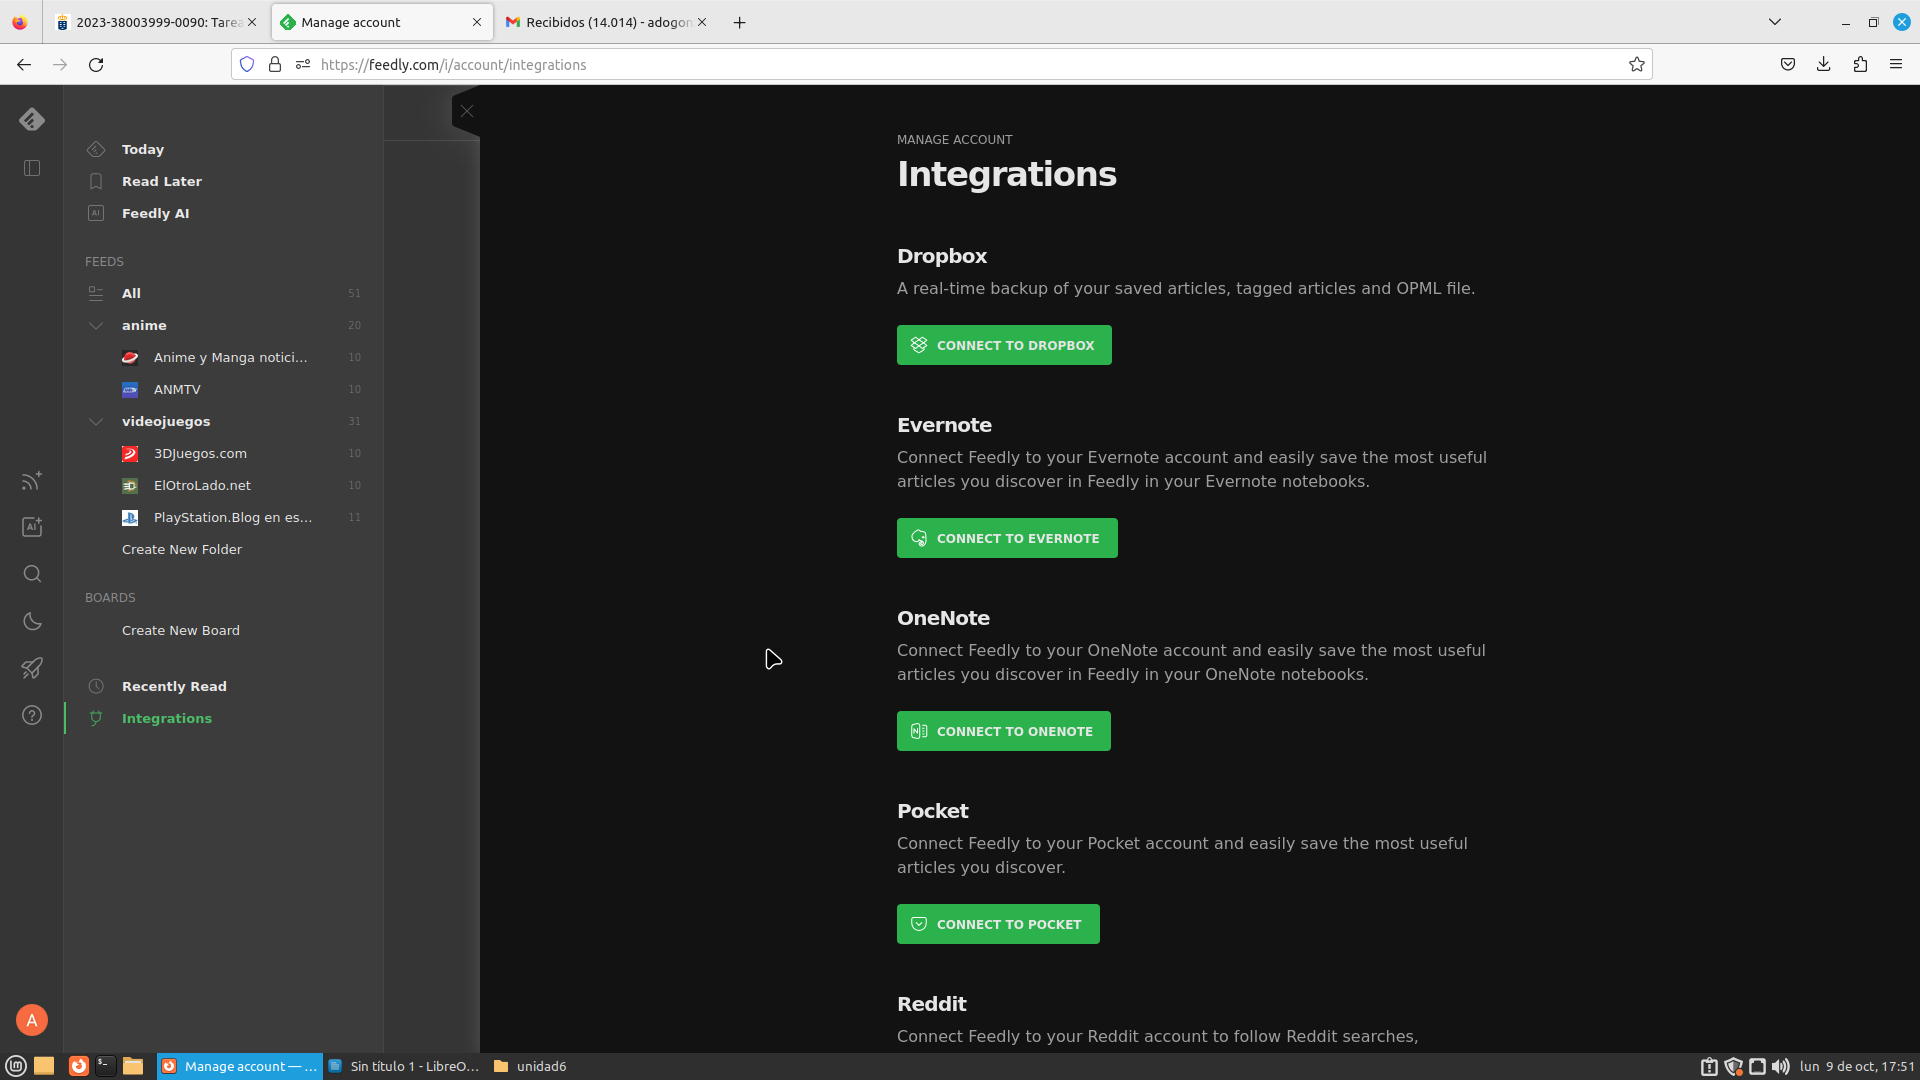 2023-38003999-0090: Tarea
Manage account
Recibidos (14.014) - adogon
https://feedly.com/i/account/integrations
Today
Read Later
AI
Feedly AI
FEEDS
All 51
anime 20
Anime y Manga notici... 10
ANMTV 10
videojuegos 31
3DJuegos.com 10
ElOtroLado.net 10
PlayStation.Blog en es... 11
Create New Folder
BOARDS
Create New Board
Recently Read
Integrations
AI
A
MANAGE ACCOUNT
Integrations
Dropbox
A real-time backup of your saved articles, tagged articles and OPML file.
CONNECT TO DROPBOX
Evernote
Connect Feedly to your Evernote account and easily save the most useful
articles you discover in Feedly in your Evernote notebooks.
CONNECT TO EVERNOTE
OneNote
Connect Feedly to your OneNote account and easily save the most useful
articles you discover in Feedly in your OneNote notebooks.
CONNECT TO ONENOTE
Pocket
Connect Feedly to your Pocket account and easily save the most useful
articles you discover.
CONNECT TO POCKET
Reddit
Connect Feedly to your Reddit account to follow Reddit searches,
Manage account — ...
Sin título 1 - LibreO...
unidad6
lun 9 de oct, 17:51